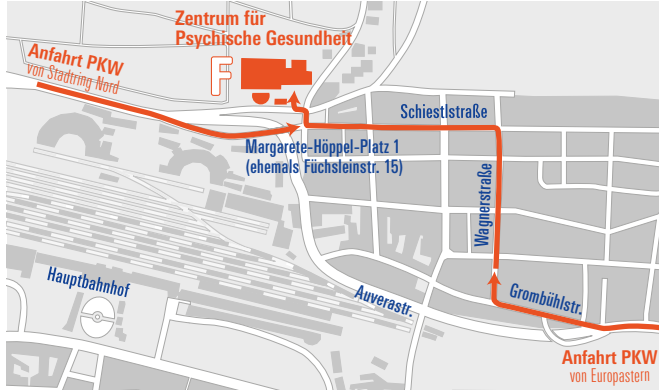 Zentrum für
Psychische Gesundheit
Anfahrt PKW
von Stadtring Nord
F
Schiestlstraße
Margarete-Höppel-Platz 1
(ehemals Füchsleinstr. 15)
Wagnerstraße
Hauptbahnhof
Auverastr.
Grombühlstr.
Anfahrt PKW
von Europastern